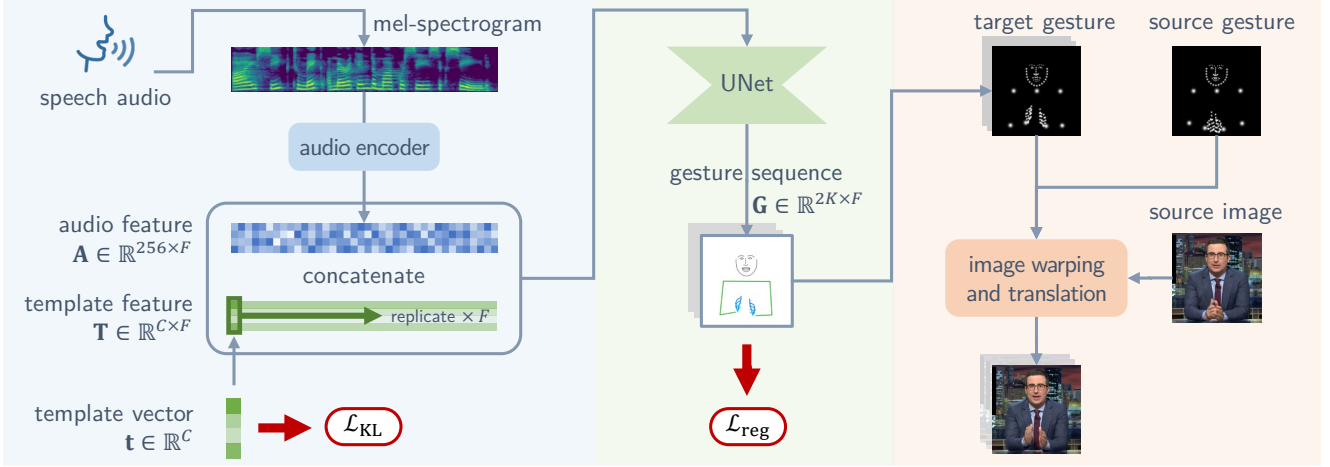 mel-spectrogram
speech audio
audio encoder
audio feature
A ∈ ℝ^{256×F}
concatenate
template feature
T ∈ ℝ^{C×F}
replicate × F
template vector
t ∈ ℝ^C
ℒ_KL
UNet
gesture sequence
G ∈ ℝ^{2K×F}
ℒ_reg
target gesture
source gesture
source image
image warping
and translation